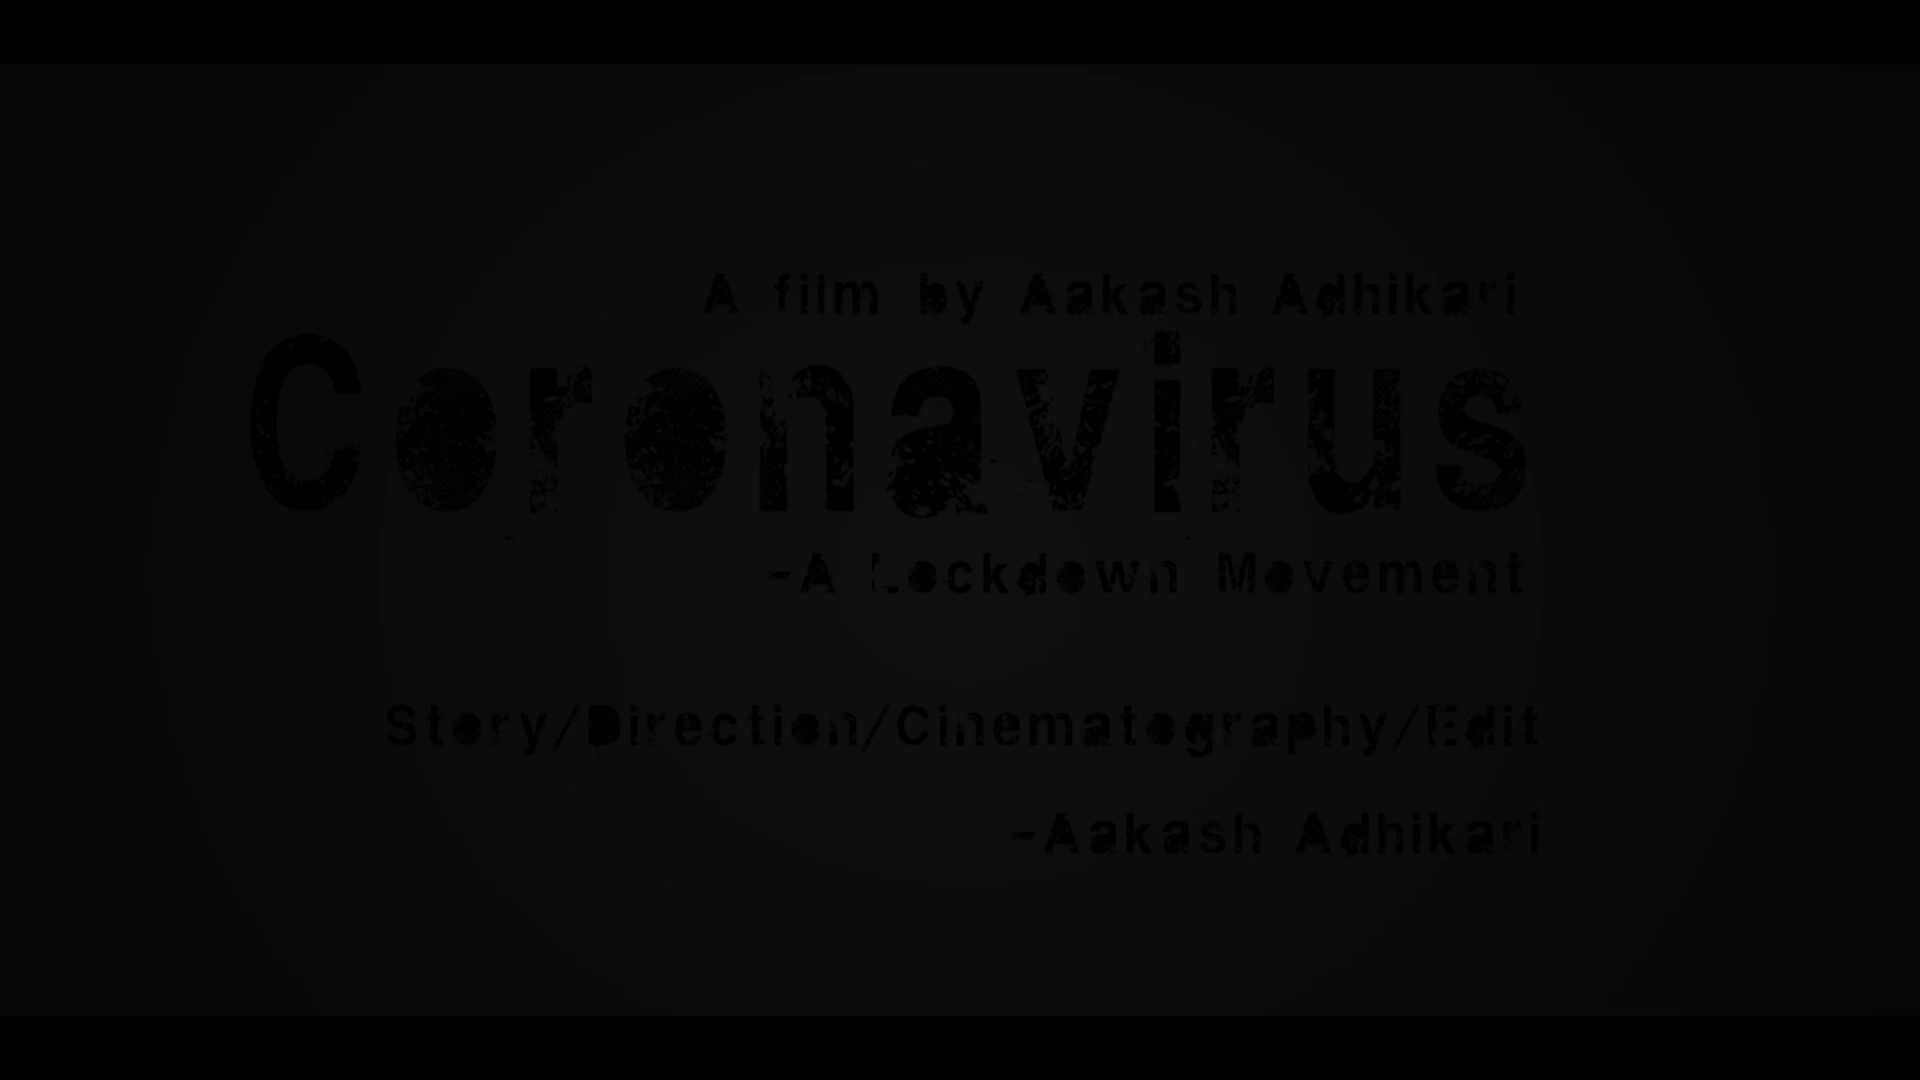 A film by Aakash Adhikari
Coronavirus
-A Lockdown Movement
Story/Direction/Cinematography/Edit
-Aakash Adhikari